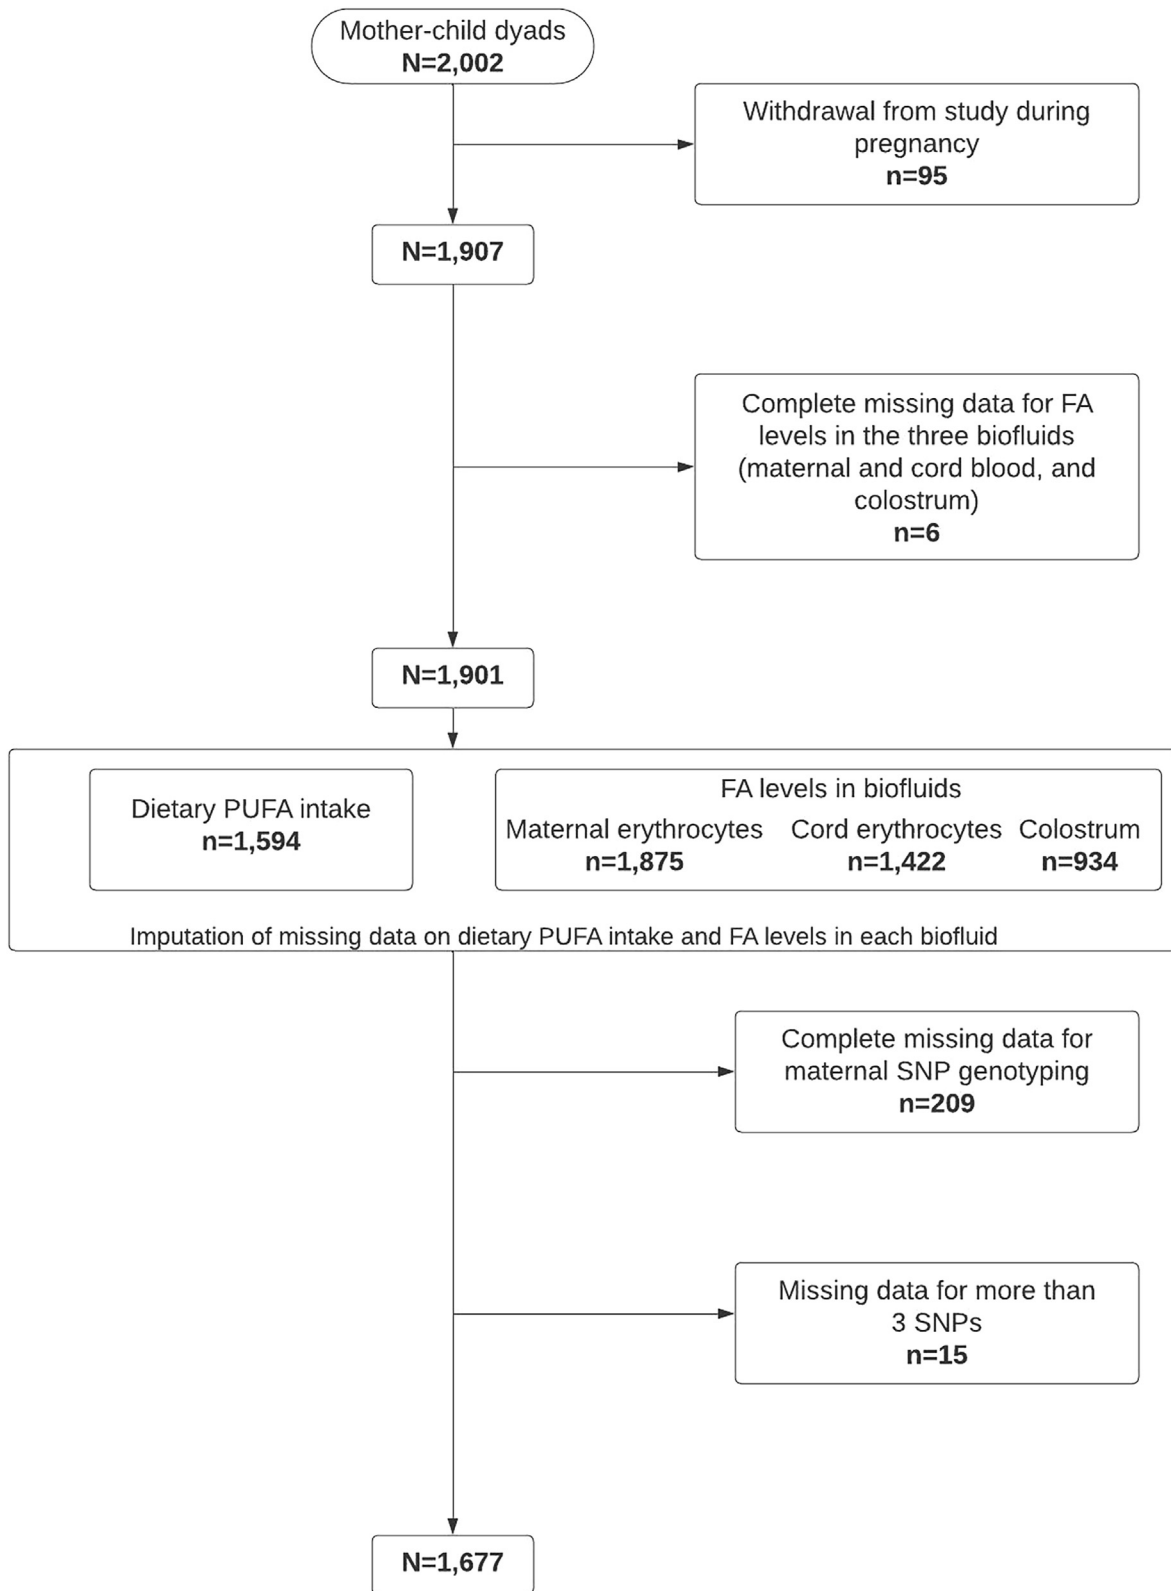 Mother-child dyads
N=2,002
Withdrawal from study during
pregnancy
n=95
N=1,907
Complete missing data for FA
levels in the three biofluids
(maternal and cord blood, and
colostrum)
n=6
N=1,901
Dietary PUFA intake
n=1,594
FA levels in biofluids
Maternal erythrocytes Cord erythrocytes Colostrum
n=1,875 n=1,422 n=934
Imputation of missing data on dietary PUFA intake and FA levels in each biofluid
Complete missing data for
maternal SNP genotyping
n=209
Missing data for more than
3 SNPs
n=15
N=1,677